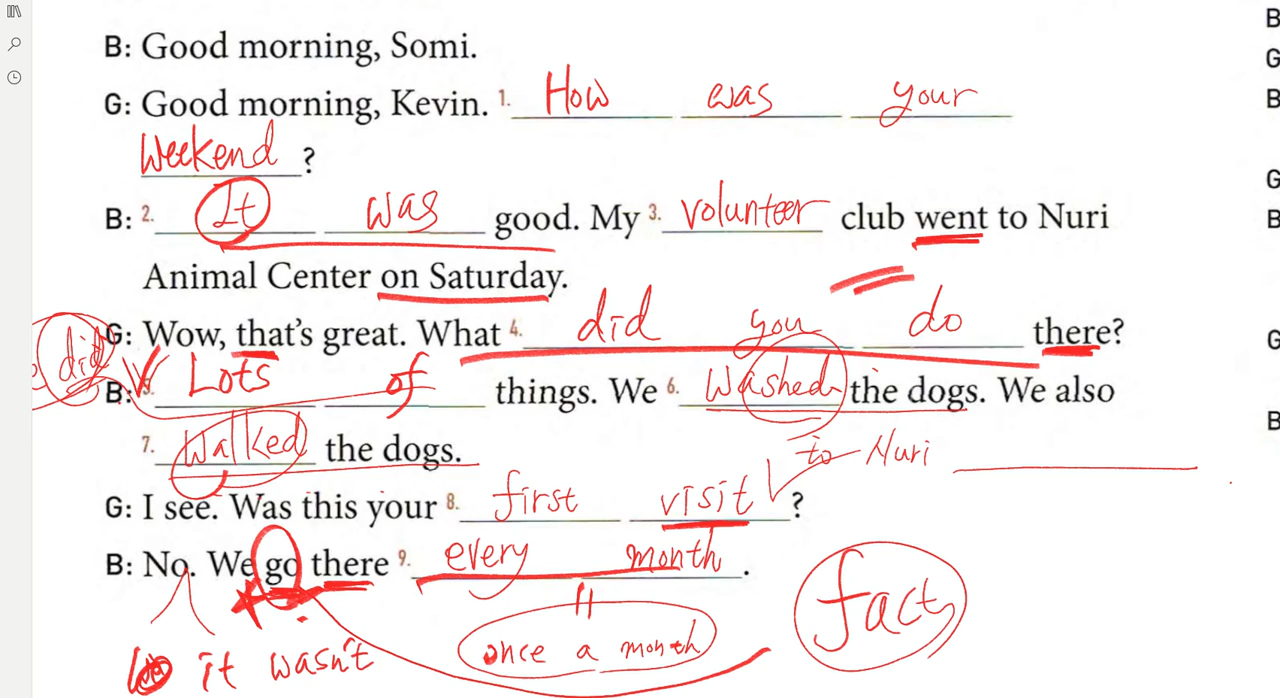 B: Good morning, Somi.
G: Good morning, Kevin. 1. How was your
Weekend ?
B: 2. It was good. My 3. volunteer club went to Nuri
Animal Center on Saturday.
did G: Wow, that's great. What 4. did you do there?
B: 5. Lots of things. We 6. washed the dogs. We also
7. Walked the dogs.
to Nuri
G: I see. Was this your 8. first visit ?
B: No. We go there 9. every month .
fact
once a month
it wasn't
B
G
B
G
B
G
B